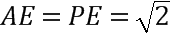 AE = PE = √2